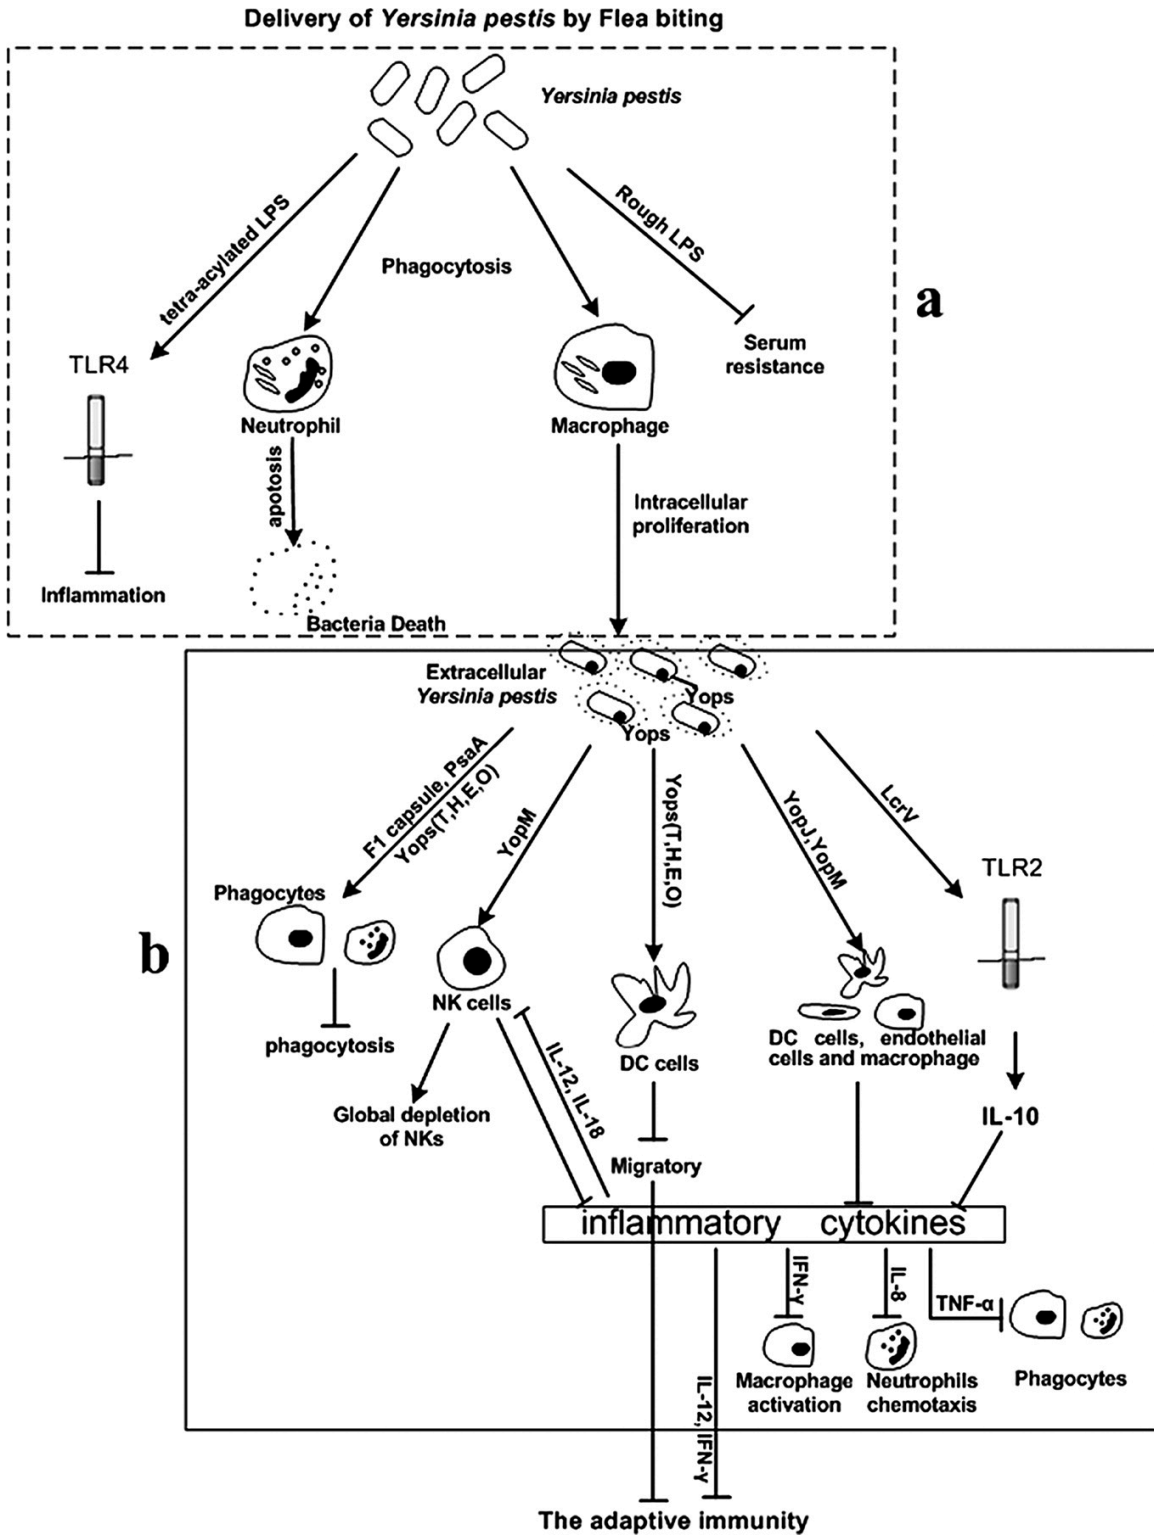 Delivery of Yersinia pestis by Flea biting
Yersinia pestis
tetra-acylated LPS
Phagocytosis
Rough LPS
a
TLR4
Serum
resistance
Neutrophil
Macrophage
apotosis
Intracellular
proliferation
Inflammation
Bacteria Death
Extracellular
Yersinia pestis
Yops
Yops
F1 capsule, PsaA
Yops(T,H,E,O)
YopM
Yops(T,H,E,O)
YopJ,YopM
LcrV
TLR2
Phagocytes
b
NK cells
phagocytosis
DC cells
DC cells, endothelial
cells and macrophage
IL-12, IL-18
Global depletion
of NKs
IL-10
Migratory
inflammatory cytokines
IFN-γ
IL-8
TNF-α
Macrophage
activation
Neutrophils
chemotaxis
Phagocytes
IL-12, IFN-γ
The adaptive immunity